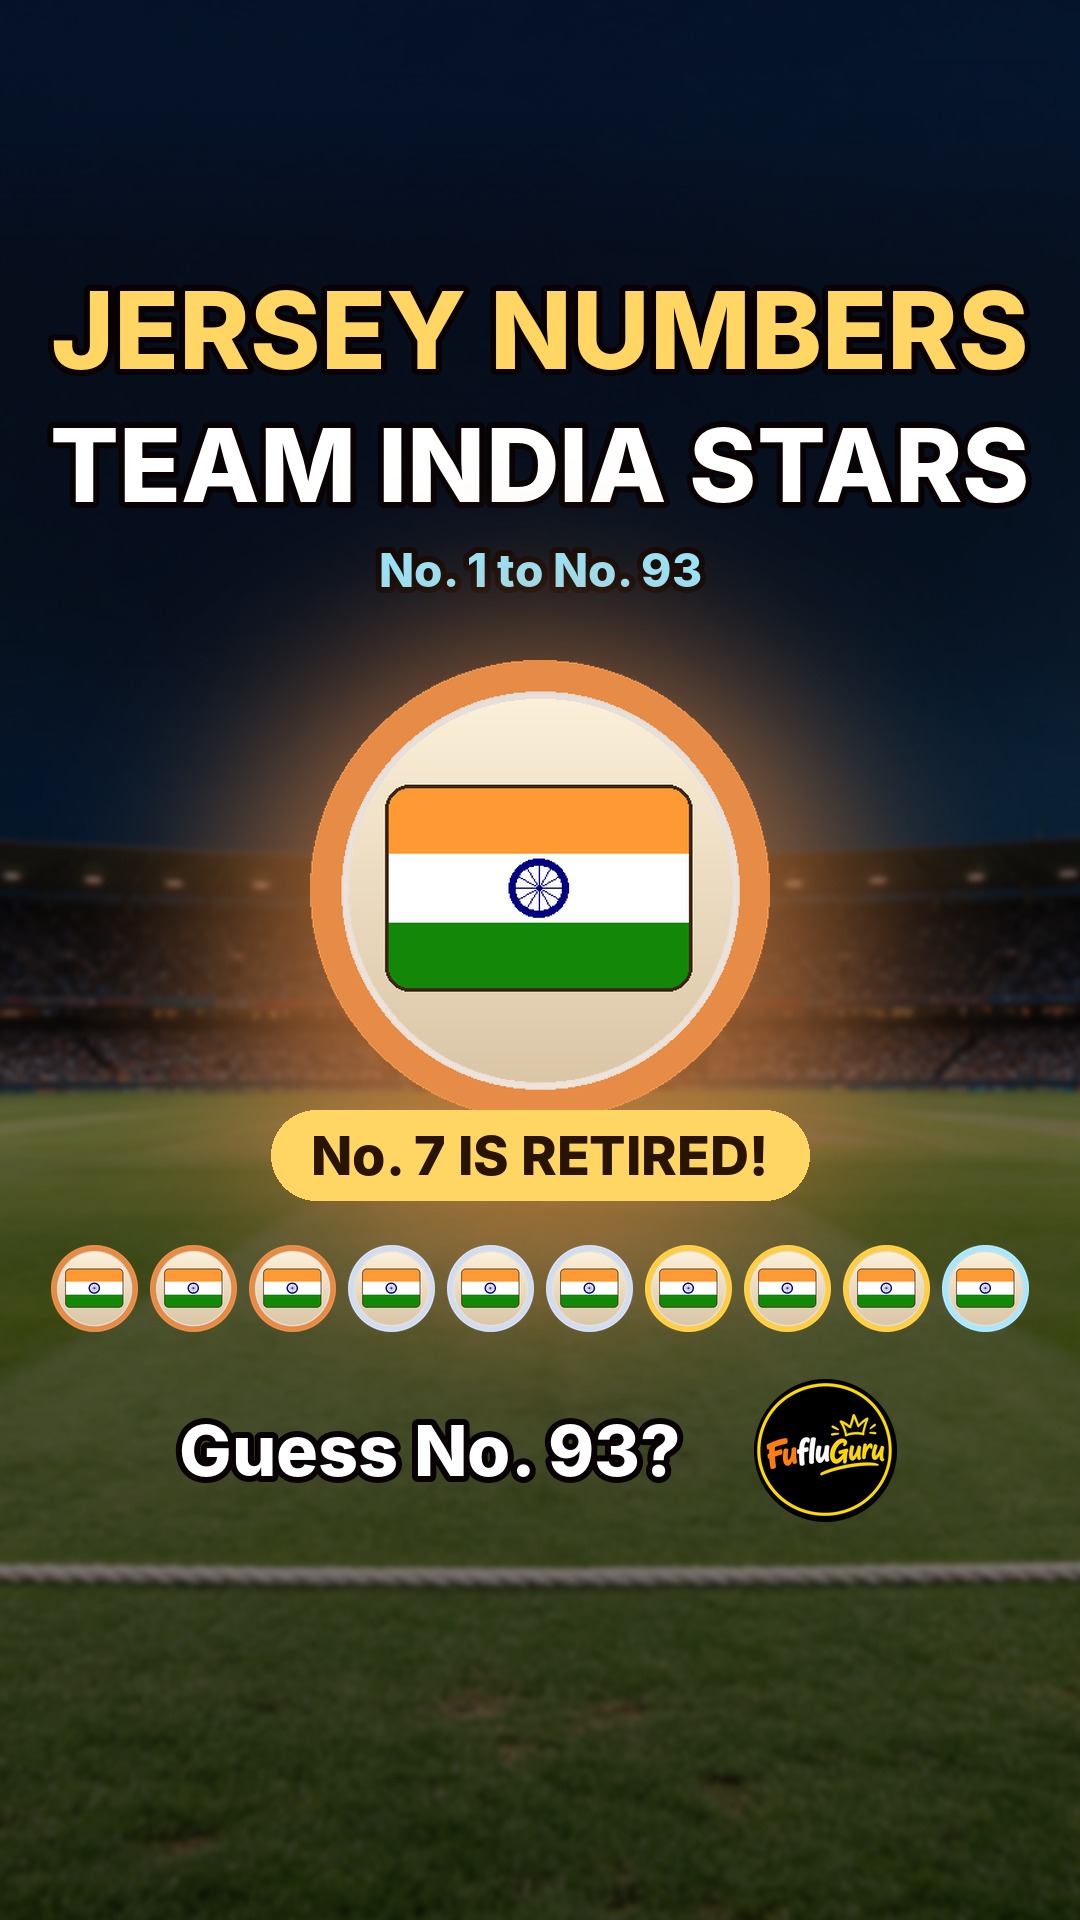 JERSEY NUMBERS
TEAM INDIA STARS
No. 1 to No. 93
No. 7 IS RETIRED!
Guess No. 93?
FufluGuru